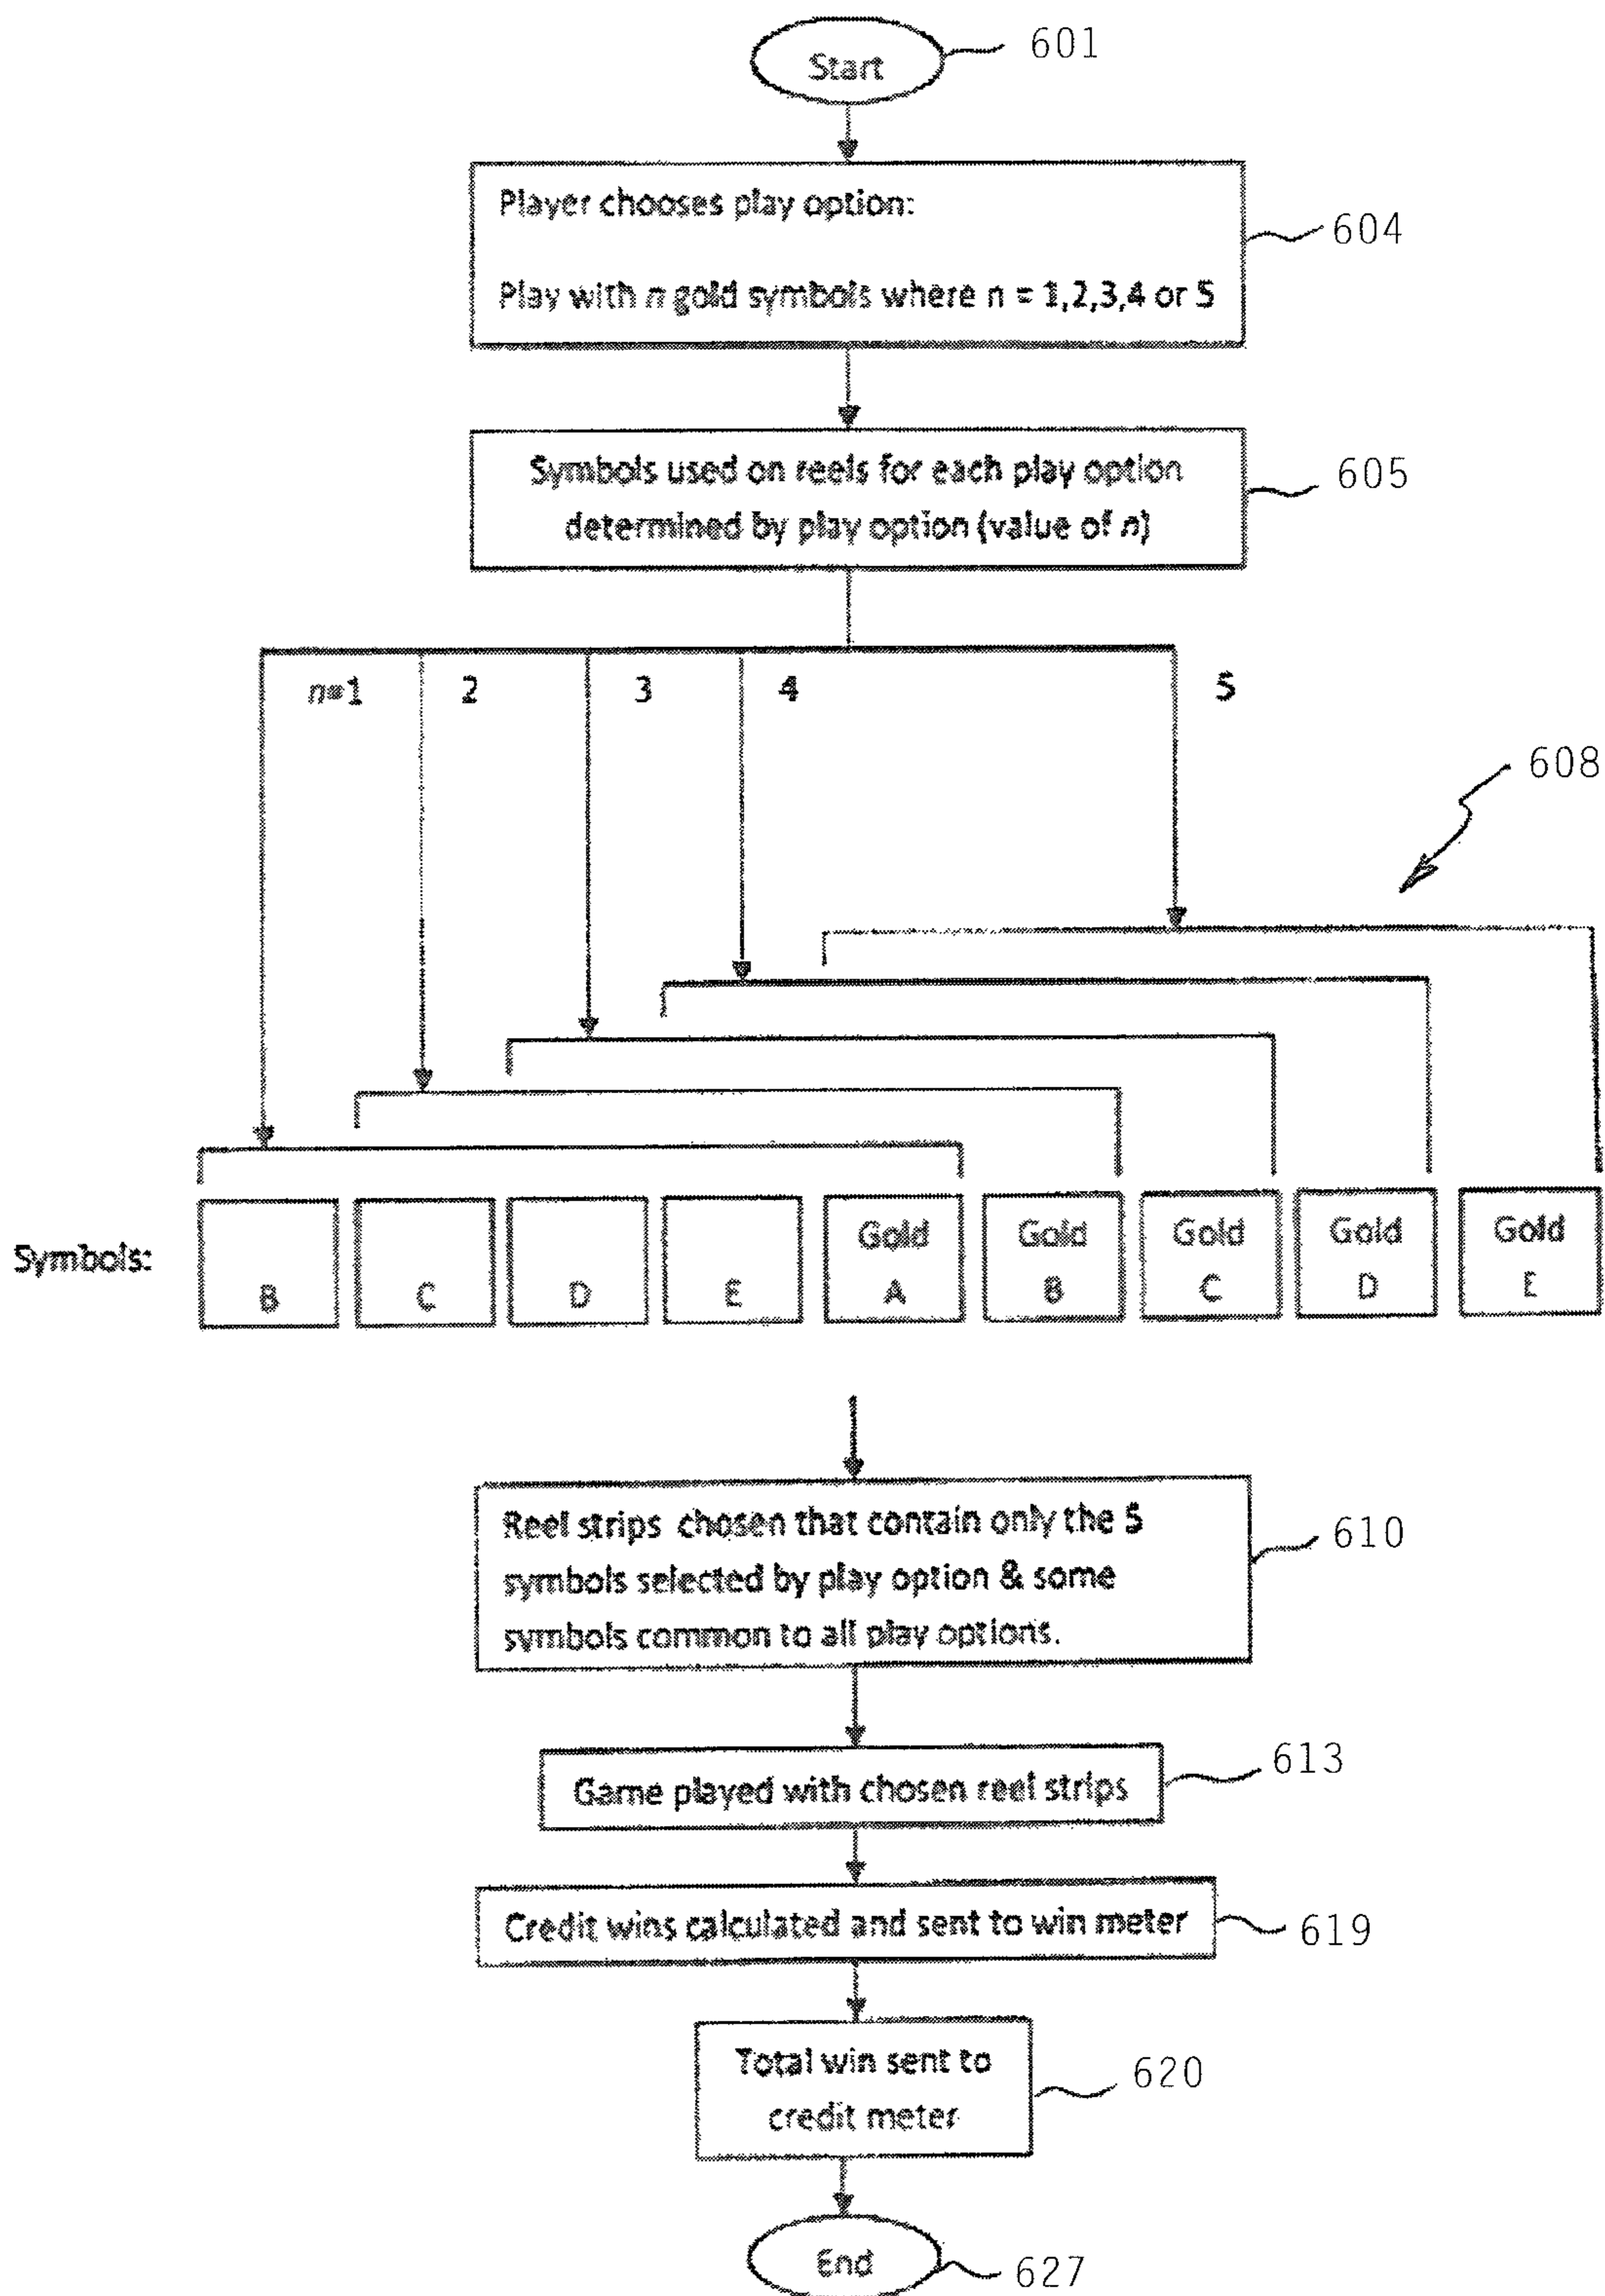 Start
601
Player chooses play option:
604
Play with n gold symbols where n = 1,2,3,4 or 5
Symbols used on reels for each play option
605
determined by play option (value of n)
n=1 2 3 4 5
608
Symbols:
B
C
D
E
Gold
A
Gold
B
Gold
C
Gold
D
Gold
E
Reel strips chosen that contain only the 5
610
symbols selected by play option & some
symbols common to all play options.
Game played with chosen reel strips
613
Credit wins calculated and sent to win meter
619
Total win sent to
620
credit meter
End
627